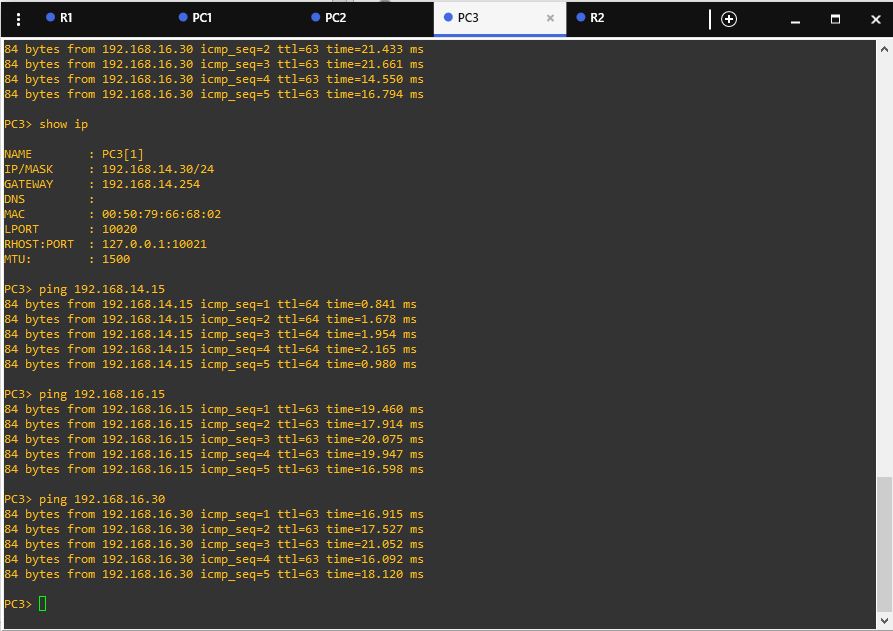 R1 PC1 PC2 PC3 R2
84 bytes from 192.168.16.30 icmp_seq=2 ttl=63 time=21.433 ms
84 bytes from 192.168.16.30 icmp_seq=3 ttl=63 time=21.661 ms
84 bytes from 192.168.16.30 icmp_seq=4 ttl=63 time=14.550 ms
84 bytes from 192.168.16.30 icmp_seq=5 ttl=63 time=16.794 ms
PC3> show ip
NAME : PC3[1]
IP/MASK : 192.168.14.30/24
GATEWAY : 192.168.14.254
DNS :
MAC : 00:50:79:66:68:02
LPORT : 10020
RHOST:PORT : 127.0.0.1:10021
MTU: : 1500
PC3> ping 192.168.14.15
84 bytes from 192.168.14.15 icmp_seq=1 ttl=64 time=0.841 ms
84 bytes from 192.168.14.15 icmp_seq=2 ttl=64 time=1.678 ms
84 bytes from 192.168.14.15 icmp_seq=3 ttl=64 time=1.954 ms
84 bytes from 192.168.14.15 icmp_seq=4 ttl=64 time=2.165 ms
84 bytes from 192.168.14.15 icmp_seq=5 ttl=64 time=0.980 ms
PC3> ping 192.168.16.15
84 bytes from 192.168.16.15 icmp_seq=1 ttl=63 time=19.460 ms
84 bytes from 192.168.16.15 icmp_seq=2 ttl=63 time=17.914 ms
84 bytes from 192.168.16.15 icmp_seq=3 ttl=63 time=20.075 ms
84 bytes from 192.168.16.15 icmp_seq=4 ttl=63 time=19.947 ms
84 bytes from 192.168.16.15 icmp_seq=5 ttl=63 time=16.598 ms
PC3> ping 192.168.16.30
84 bytes from 192.168.16.30 icmp_seq=1 ttl=63 time=16.915 ms
84 bytes from 192.168.16.30 icmp_seq=2 ttl=63 time=17.527 ms
84 bytes from 192.168.16.30 icmp_seq=3 ttl=63 time=21.052 ms
84 bytes from 192.168.16.30 icmp_seq=4 ttl=63 time=16.092 ms
84 bytes from 192.168.16.30 icmp_seq=5 ttl=63 time=18.120 ms
PC3>